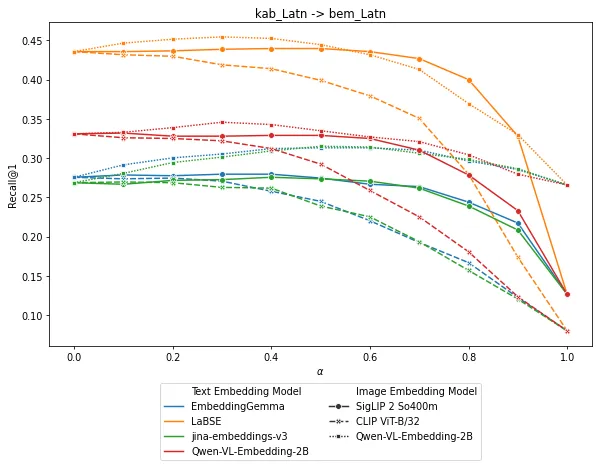 kab_Latn -> bem_Latn
Recall@1
0.45
0.40
0.35
0.30
0.25
0.20
0.15
0.10
0.0 0.2 0.4 0.6 0.8 1.0
α
Text Embedding Model
EmbeddingGemma
LaBSE
jina-embeddings-v3
Qwen-VL-Embedding-2B
Image Embedding Model
SigLIP 2 So400m
CLIP ViT-B/32
Qwen-VL-Embedding-2B